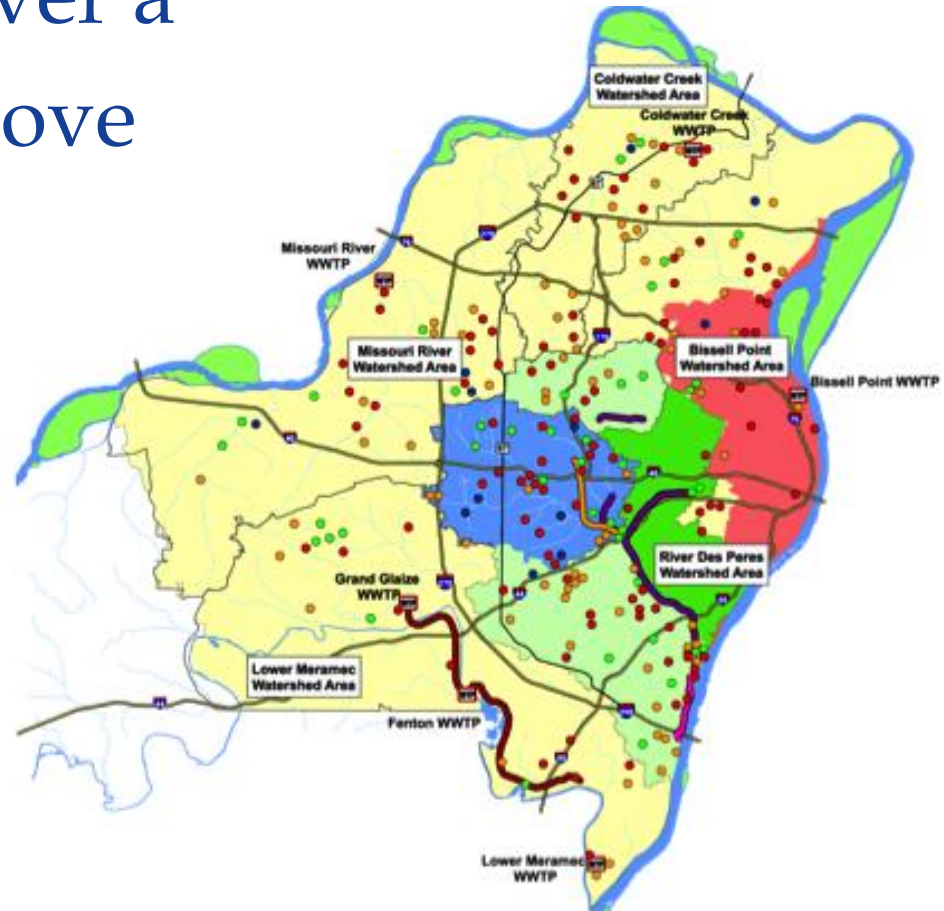 ver a
ove
Coldwater Creek
Watershed Area
Coldwater Creek
WWTP
Missouri River
WWTP
Missouri River
Watershed Area
Bissell Point
Watershed Area
Bissell Point WWTP
River Des Peres
Watershed Area
Grand Glaize
WWTP
Lower Meramec
Watershed Area
Fenton WWTP
Lower Meramec
WWTP